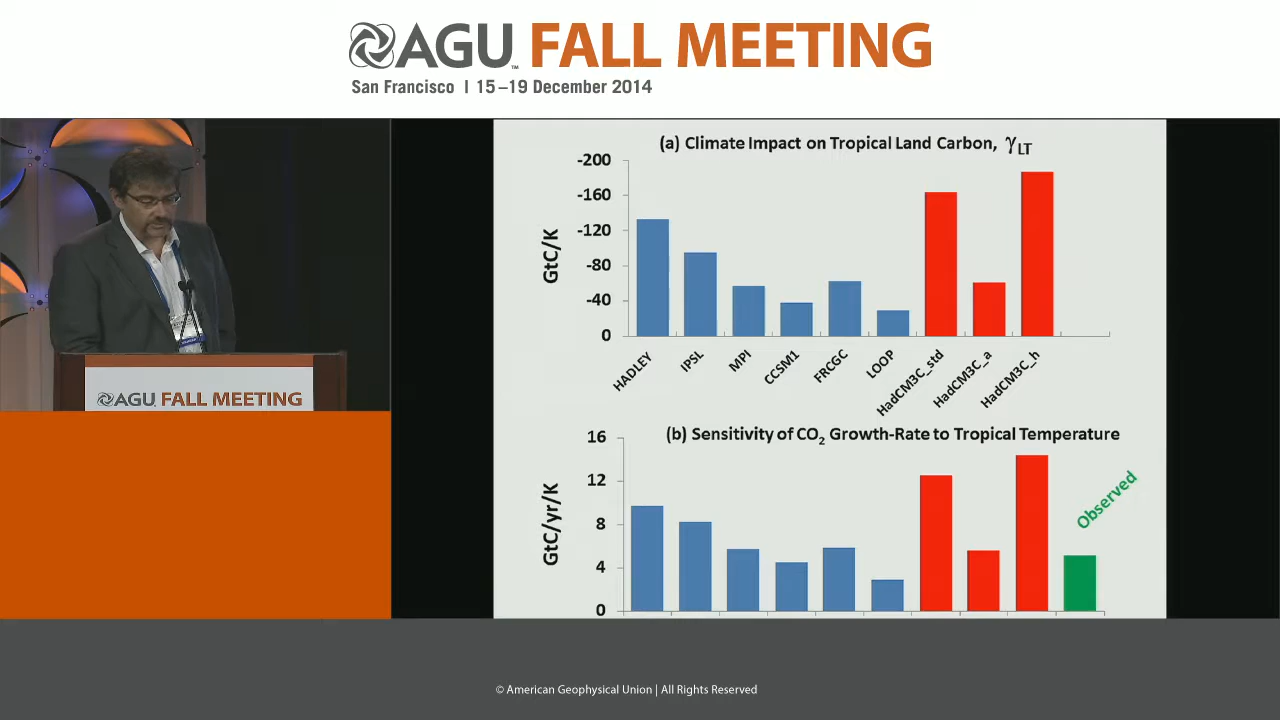 AGU™ FALL MEETING
San Francisco | 15–19 December 2014
AGU FALL MEETING
(a) Climate Impact on Tropical Land Carbon, γLT
GtC/K
-200
-160
-120
-80
-40
0
HADLEY
IPSL
MPI
CCSM1
FRCGC
LOOP
HadCM3C_std
HadCM3C_a
HadCM3C_h
(b) Sensitivity of CO₂ Growth-Rate to Tropical Temperature
GtC/yr/K
16
12
8
4
0
Observed
© American Geophysical Union | All Rights Reserved